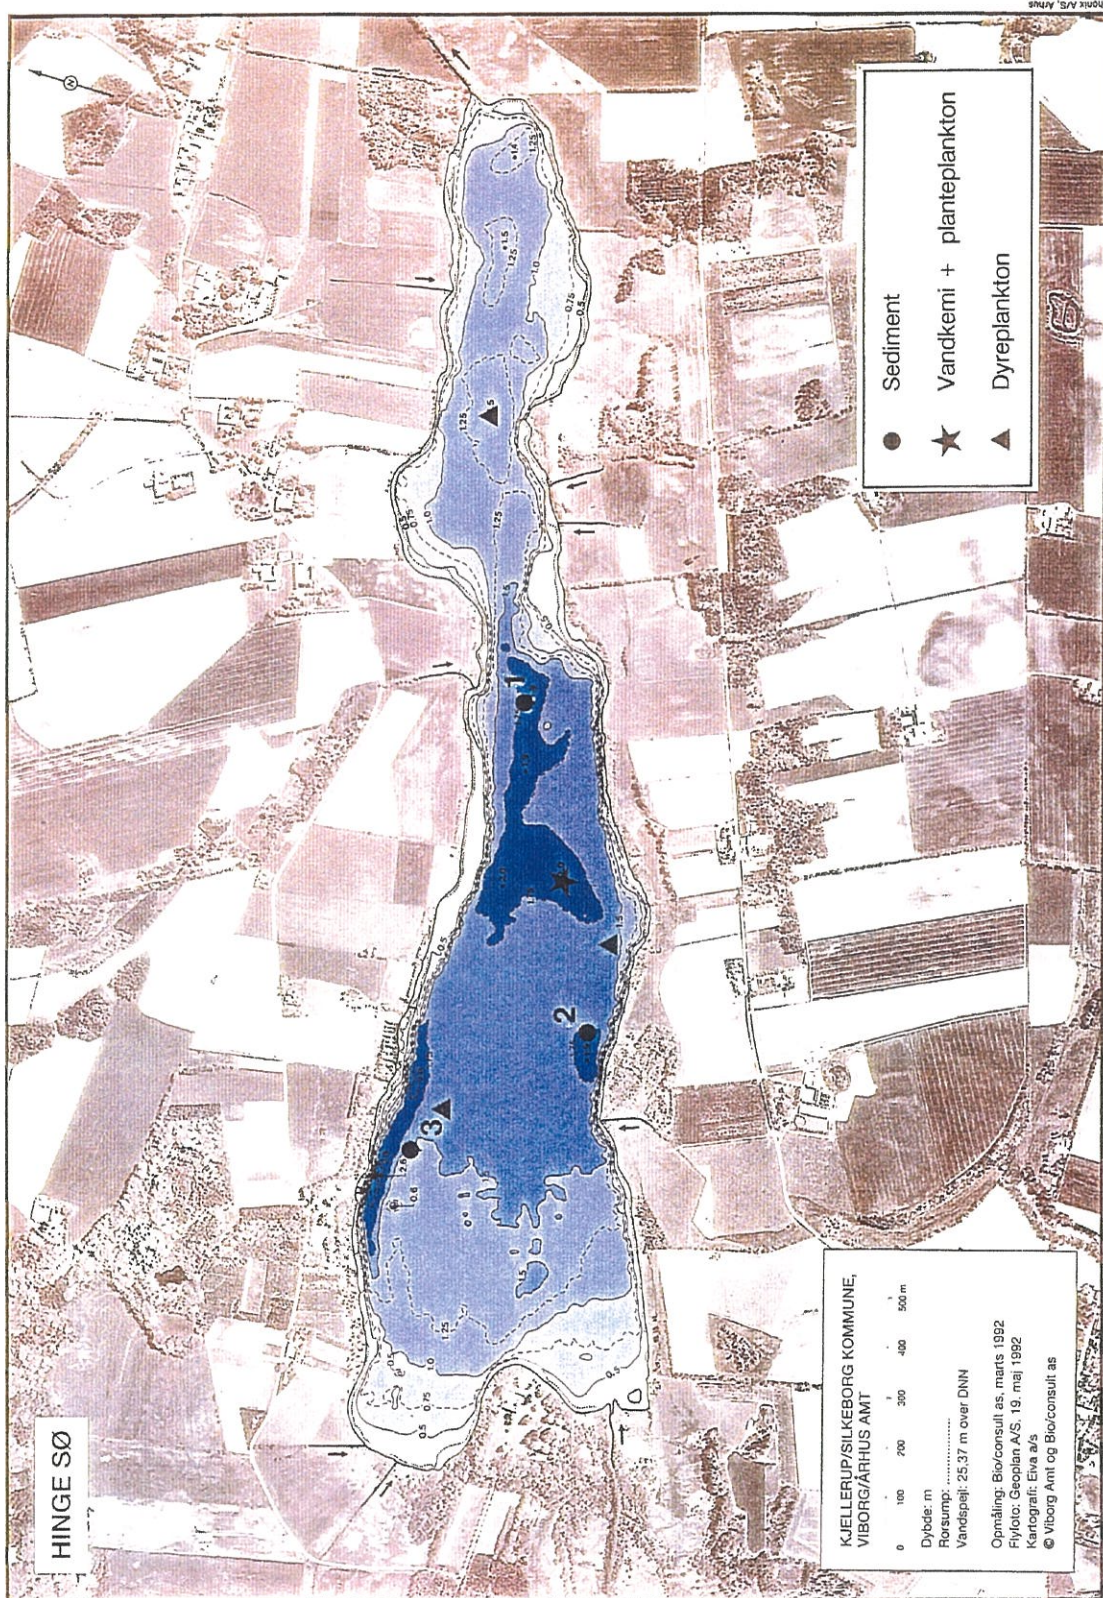 HINGE SØ
N
Sediment
Vandkemi + planteplankton
Dyreplankton
1
2
3
KJELLERUP/SILKEBORG KOMMUNE,
VIBORG/ÅRHUS AMT
0 100 200 300 400 500 m
Dybde: m
Rørsump: ....................
Vandspejl: 25,37 m over DNN
Opmåling: Bio/consult as, marts 1992
Flyfoto: Geoplan A/S. 19. maj 1992
Kartografi: Eiva a/s
© Viborg Amt og Bio/consult as
0.5
0.75
1.0
1.25
1.5
A/S, Århus